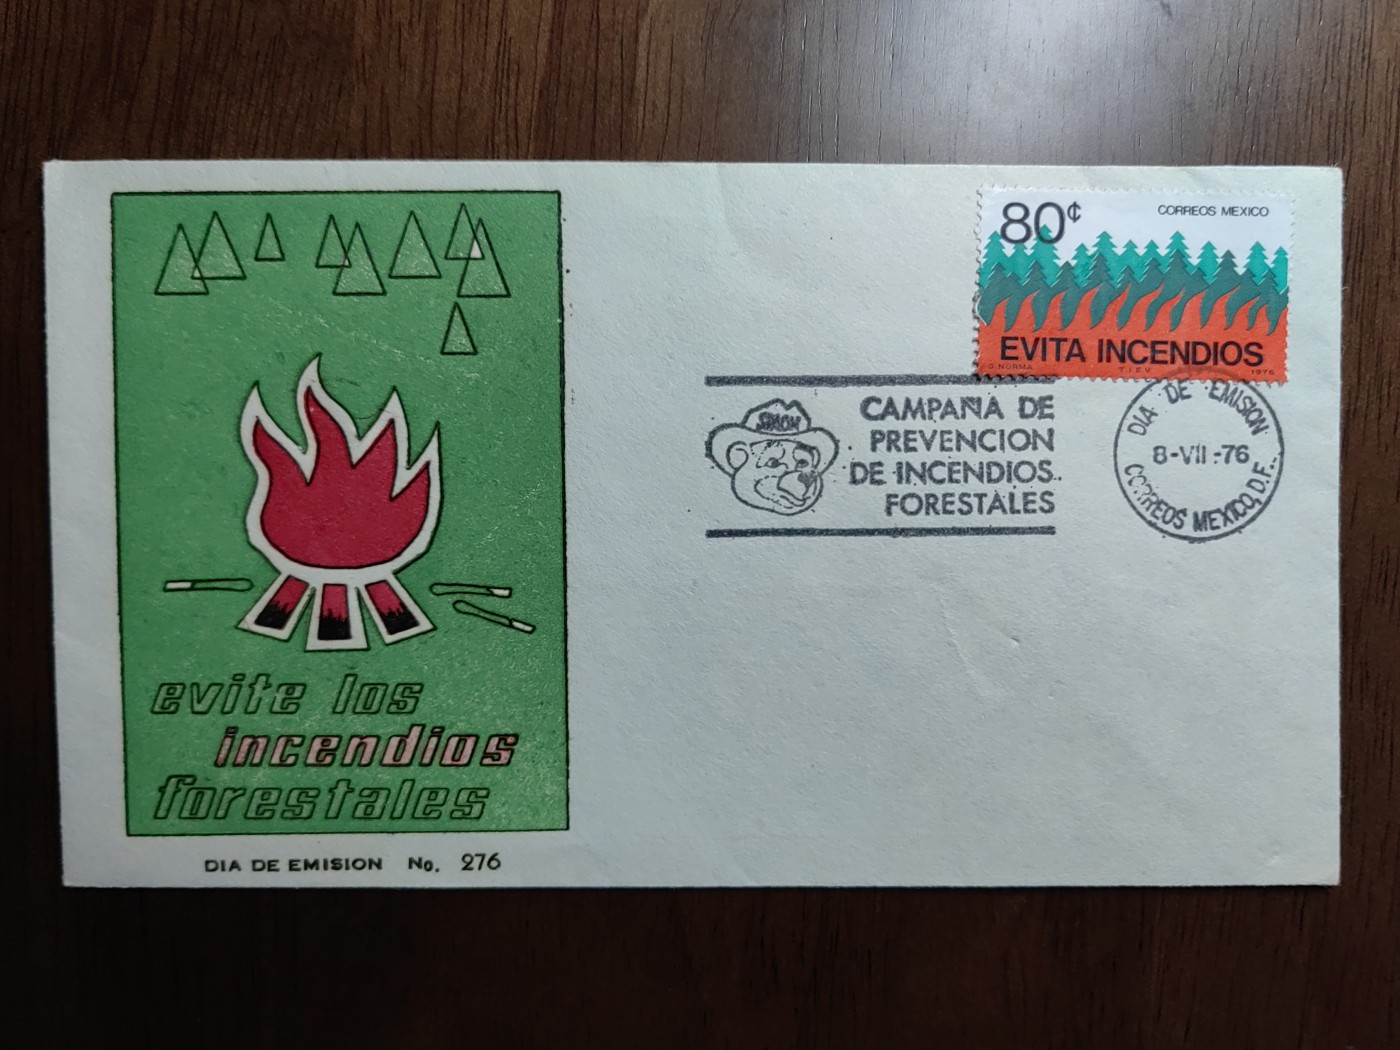 80¢ CORREOS MEXICO
EVITA INCENDIOS
D. NORMA T.I.E.V. 1976
CAMPAÑA DE
PREVENCION
DE INCENDIOS
FORESTALES
DIA DE EMISION
8-VII-76
CORREOS MEXICO, D.F.
evite los
incendios
forestales
DIA DE EMISION No. 276